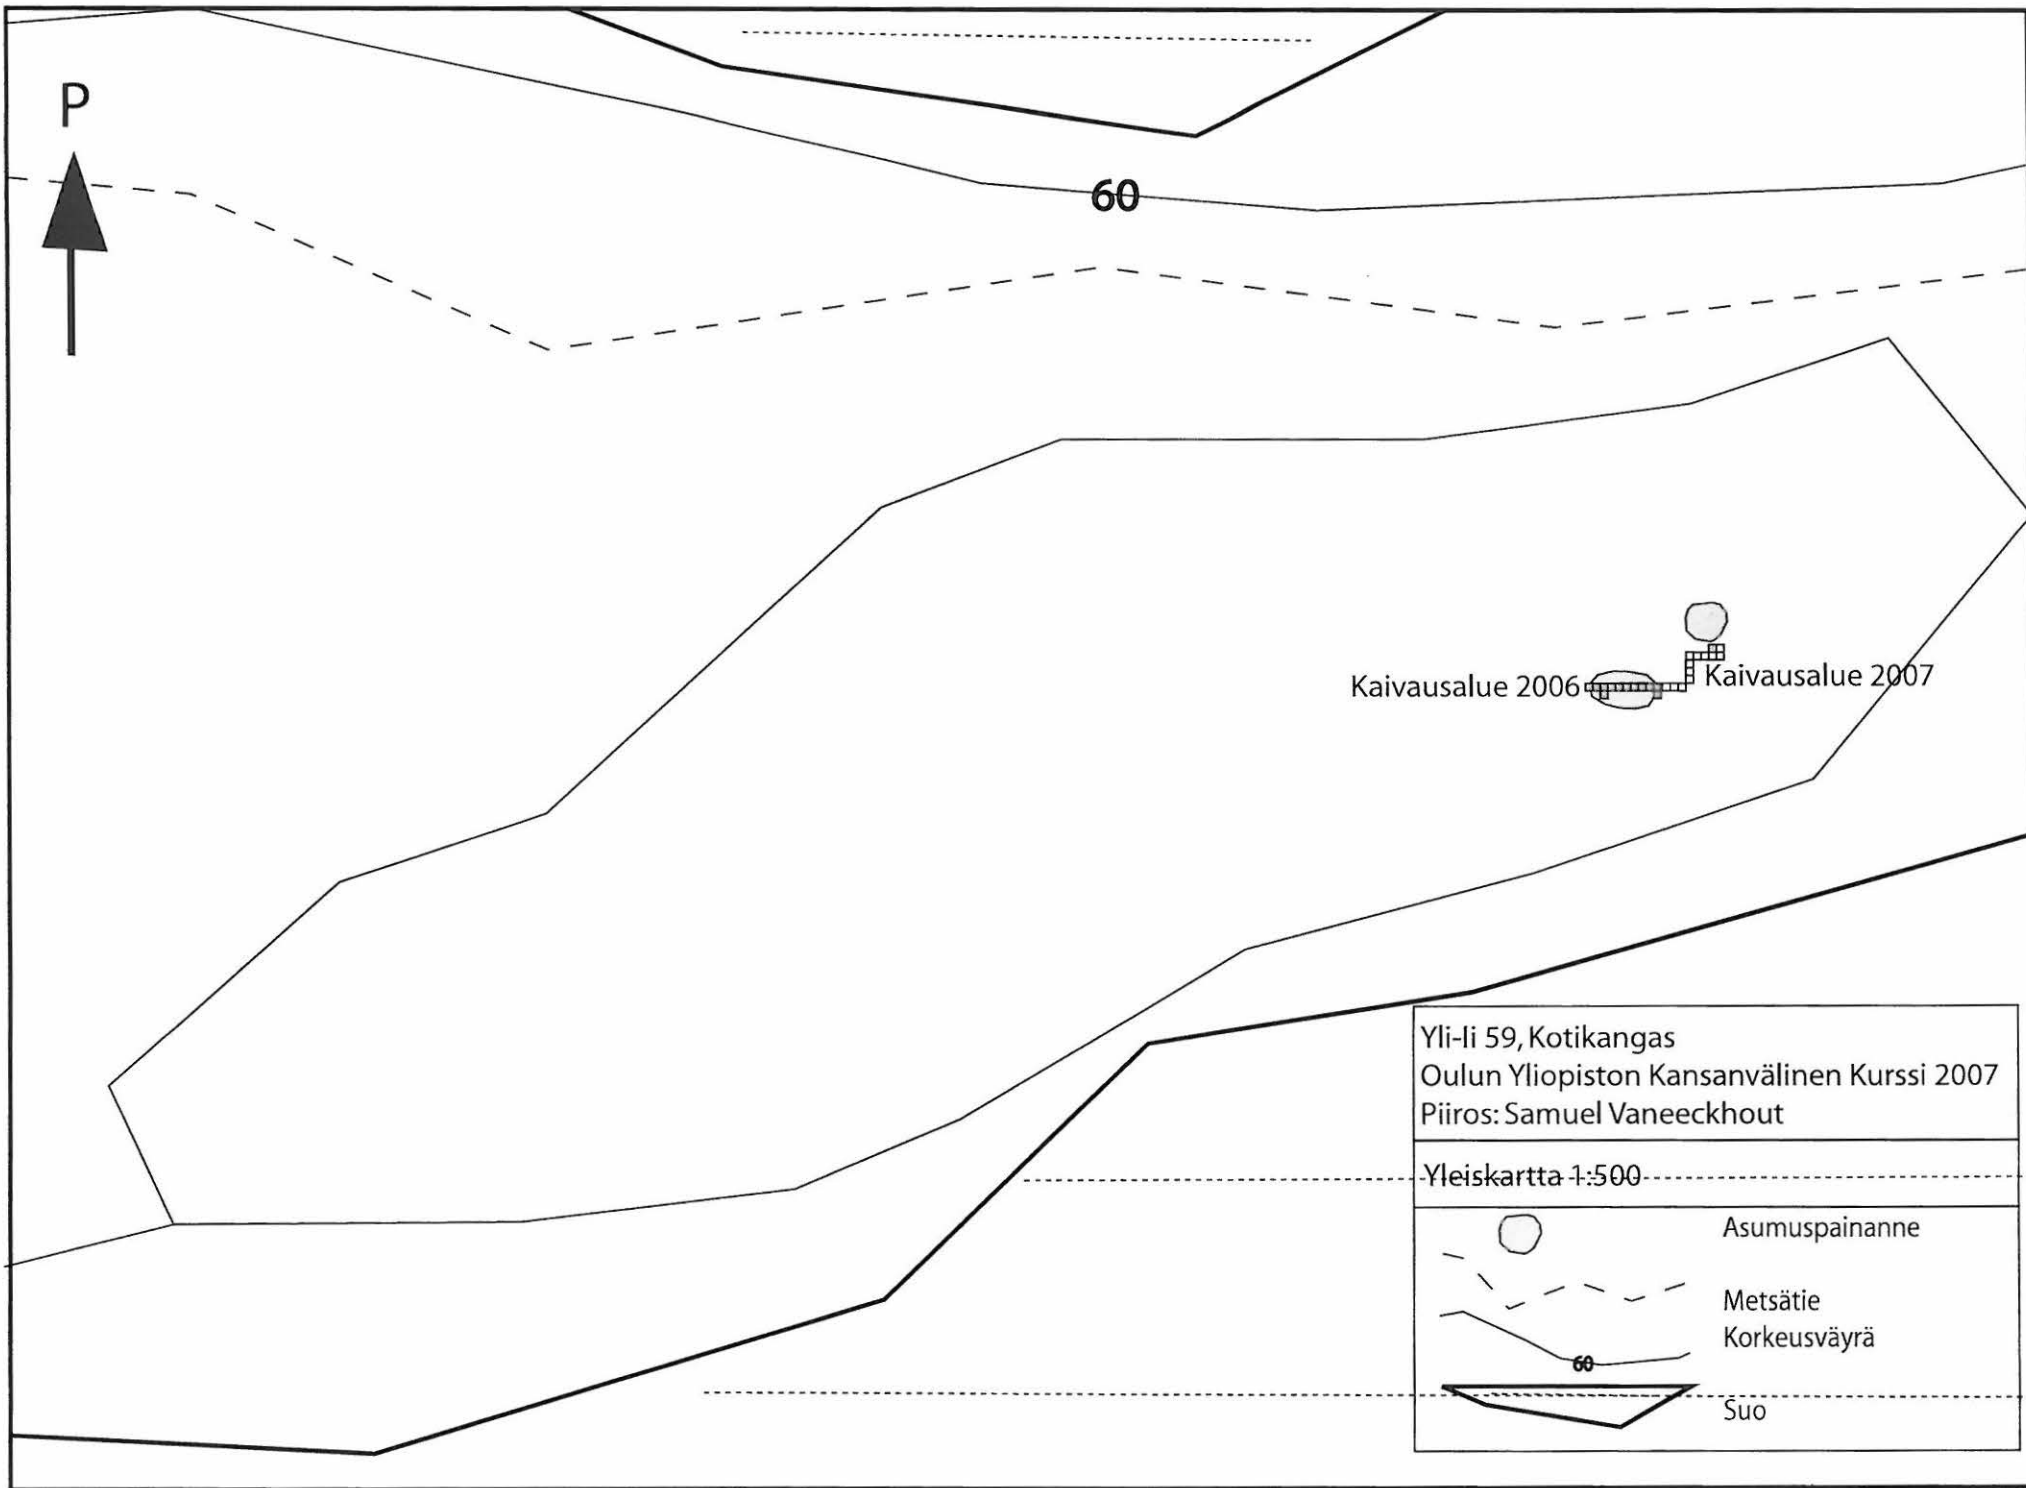 P
60
Kaivausalue 2006
Kaivausalue 2007
Yli-Ii 59, Kotikangas
Oulun Yliopiston Kansanvälinen Kurssi 2007
Piiros: Samuel Vaneeckhout
Yleiskartta 1:500
Asumuspainanne
Metsätie
Korkeusväyrä
60
Suo